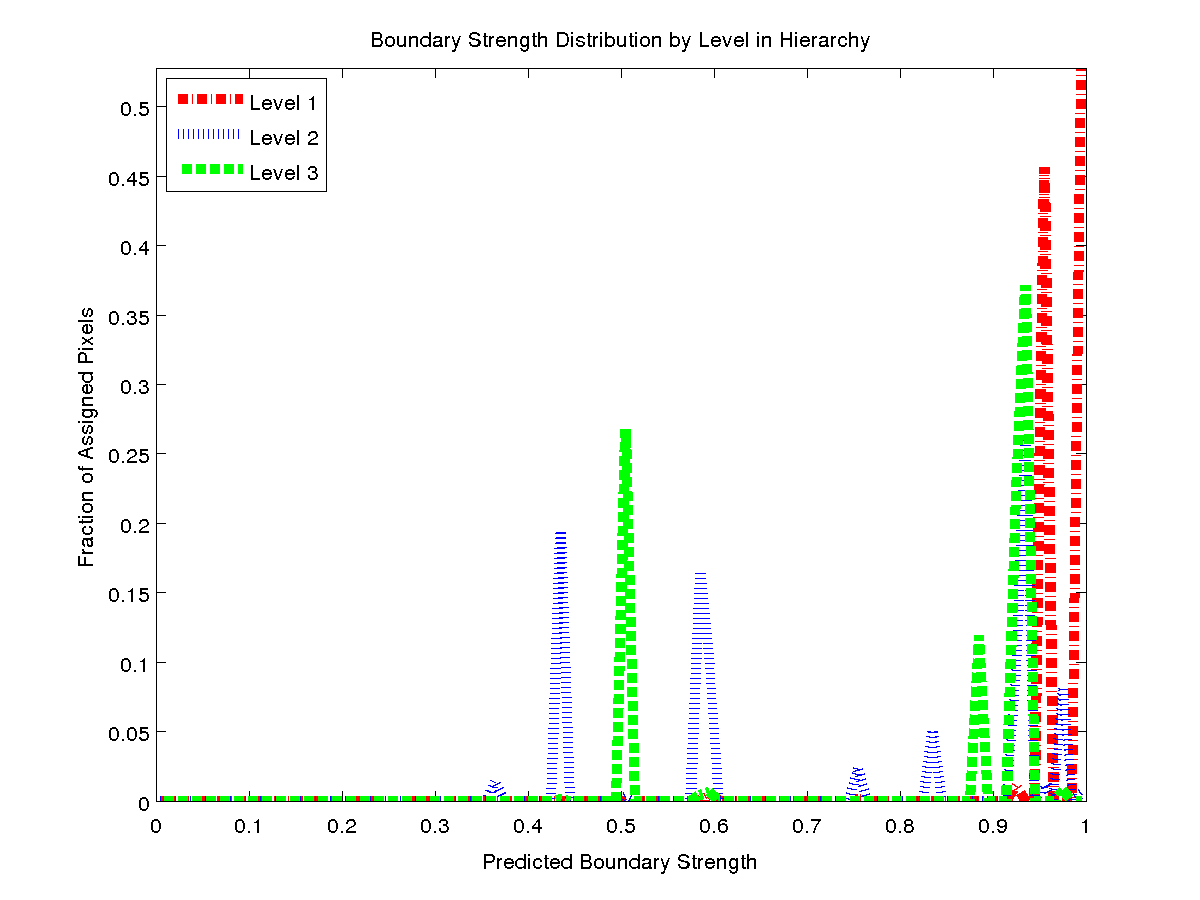 Boundary Strength Distribution by Level in Hierarchy
Level 1
Level 2
Level 3
Fraction of Assigned Pixels
0.5
0.45
0.4
0.35
0.3
0.25
0.2
0.15
0.1
0.05
0
0 0.1 0.2 0.3 0.4 0.5 0.6 0.7 0.8 0.9 1
Predicted Boundary Strength